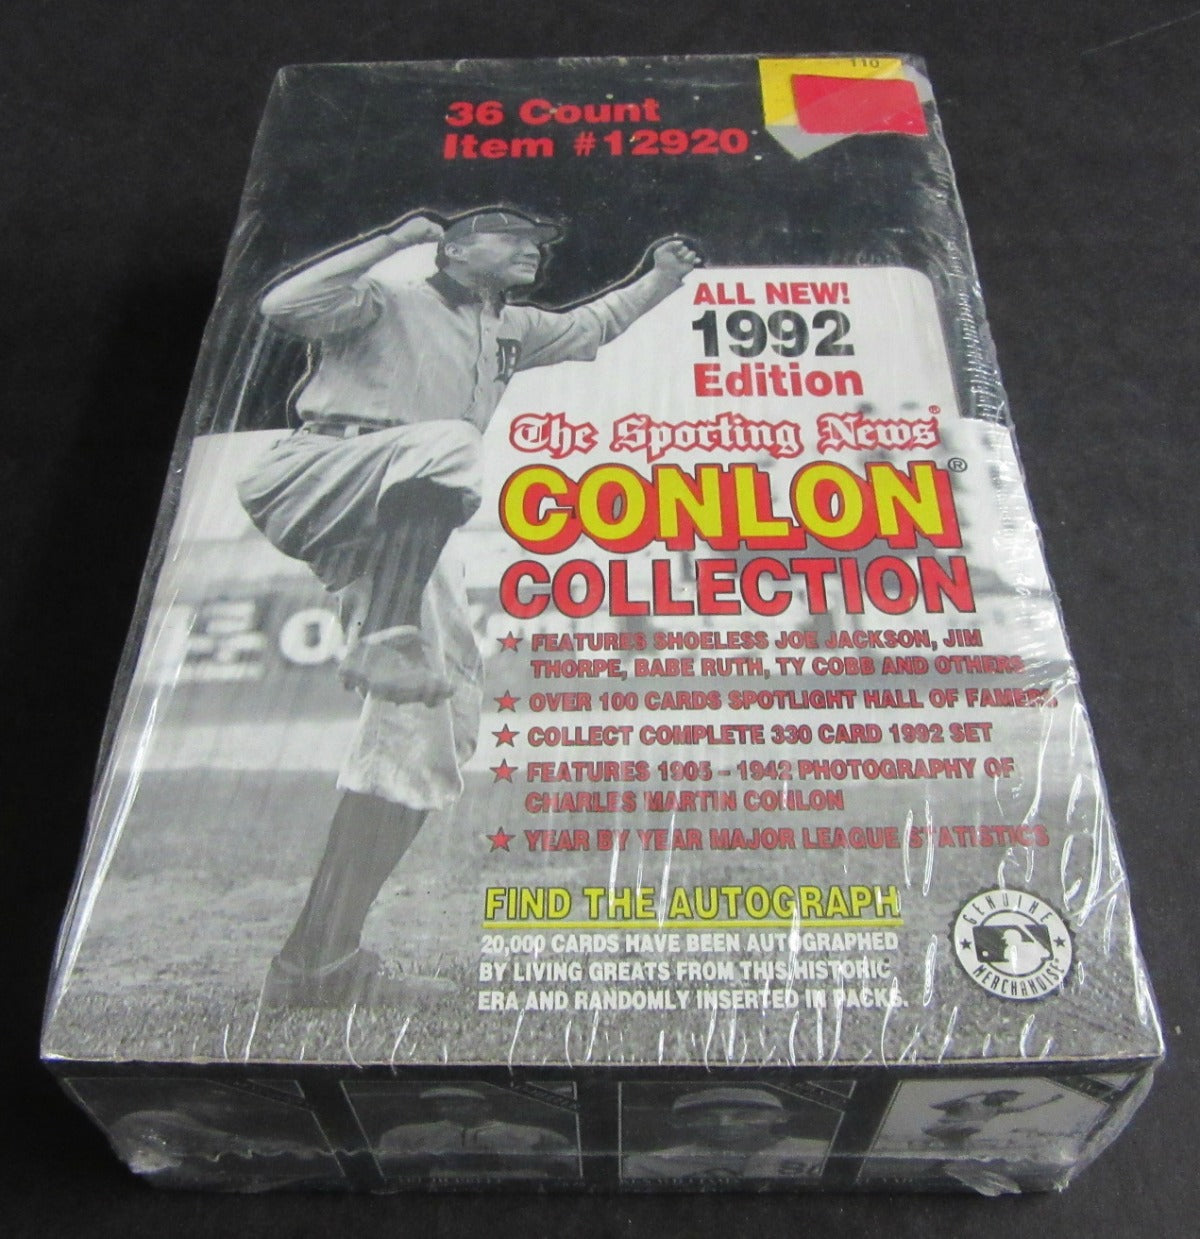 110
36 Count
Item #12920
ALL NEW!
1992
Edition
The Sporting News®
CONLON®
COLLECTION
★ FEATURES SHOELESS JOE JACKSON, JIM
THORPE, BABE RUTH, TY COBB AND OTHERS
★ OVER 100 CARDS SPOTLIGHT HALL OF FAMERS
★ COLLECT COMPLETE 330 CARD 1992 SET
★ FEATURES 1905 – 1942 PHOTOGRAPHY OF
CHARLES MARTIN CONLON
★ YEAR BY YEAR MAJOR LEAGUE STATISTICS
FIND THE AUTOGRAPH
20,000 CARDS HAVE BEEN AUTOGRAPHED
BY LIVING GREATS FROM THIS HISTORIC
ERA AND RANDOMLY INSERTED IN PACKS.
GENUINE
★ ★
MERCHANDISE
D